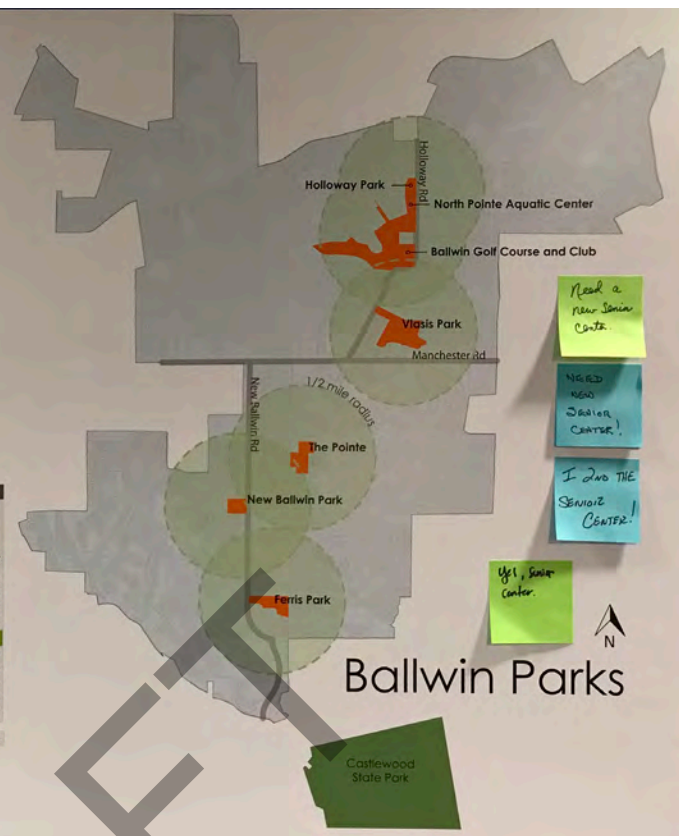 Holloway Rd
Holloway Park
North Pointe Aquatic Center
Ballwin Golf Course and Club
Vlasis Park
Manchester Rd
New Ballwin Rd
1/2 mile radius
The Pointe
New Ballwin Park
Ferris Park
Need a
new Senior
Center.
NEED
NEW
SENIOR
CENTER!
I 2ND THE
SENIOR
CENTER!
Yes, Senior
center.
N
Ballwin Parks
Castlewood
State Park
FT